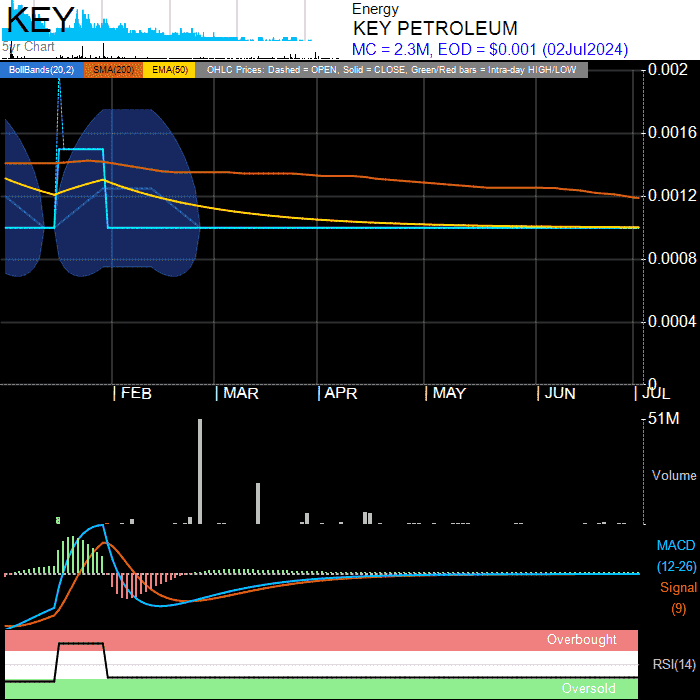 KEY
5yr Chart
Energy
KEY PETROLEUM
MC = 2.3M, EOD = $0.001 (02Jul2024)
BollBands(20,2) SMA(200) EMA(50) OHLC Prices: Dashed = OPEN, Solid = CLOSE, Green/Red bars = Intra-day HIGH/LOW
0.002
0.0016
0.0012
0.0008
0.0004
0
FEB MAR APR MAY JUN JUL
51M
Volume
MACD
(12-26)
Signal
(9)
Overbought
RSI(14)
Oversold